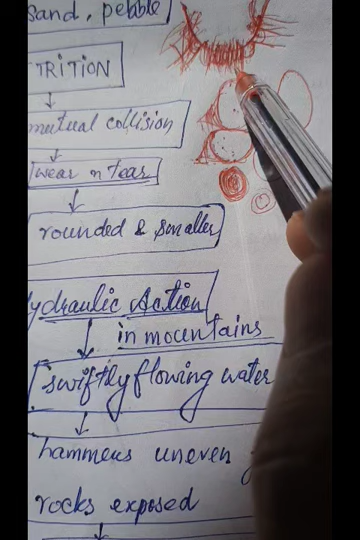 sand, pebble
TRITION
mutual collision
wear n tear
rounded & smaller
ydraulic Action
in mountains
swiftly flowing water
hammers uneven
rocks exposed